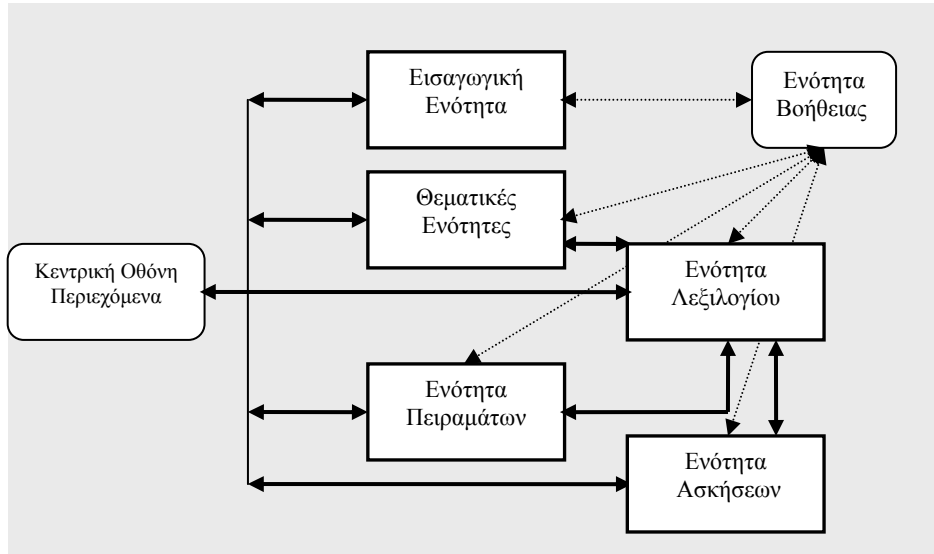 Εισαγωγική
Ενότητα
Ενότητα
Βοήθειας
Θεματικές
Ενότητες
Κεντρική Οθόνη
Περιεχόμενα
Ενότητα
Λεξιλογίου
Ενότητα
Πειραμάτων
Ενότητα
Ασκήσεων